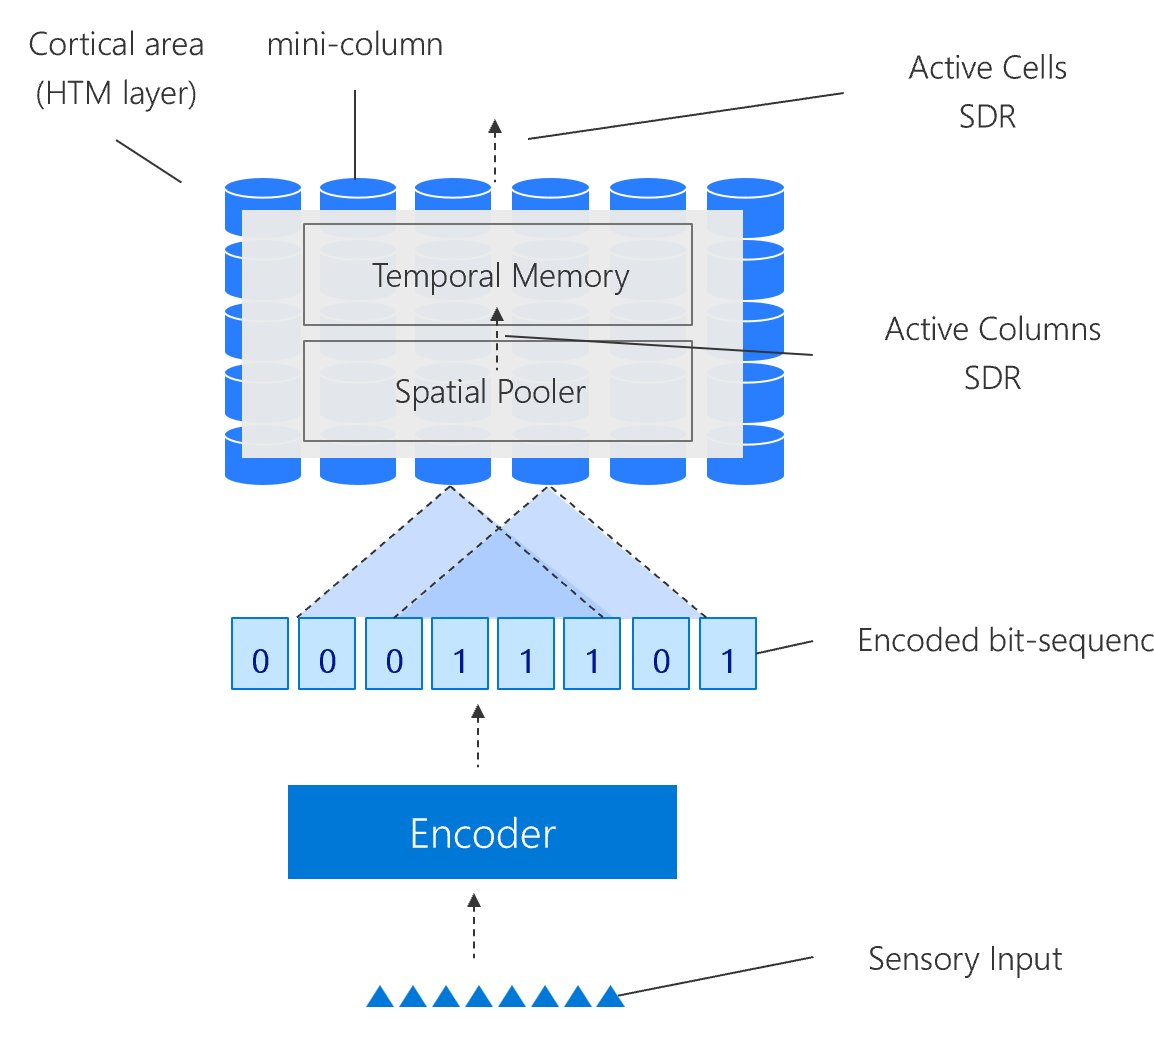 Cortical area
(HTM layer)
mini-column
Active Cells
SDR
Temporal Memory
Active Columns
SDR
Spatial Pooler
0 0 0 1 1 1 0 1
Encoded bit-sequenc
Encoder
Sensory Input